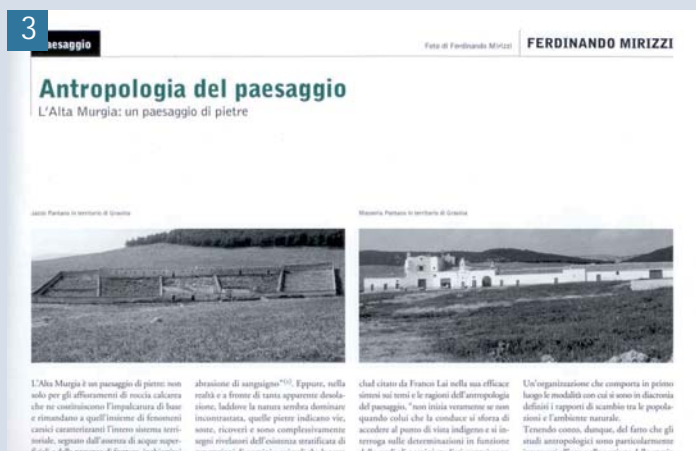 3
esaggio
Foto di Ferdinando Mirizzi
FERDINANDO MIRIZZI
Antropologia del paesaggio
L'Alta Murgia: un paesaggio di pietre
Jazzo Pantano in territorio di Gravina
Masseria Pantano in territorio di Gravina
L'Alta Murgia è un paesaggio di pietre: non
solo per gli affioramenti di roccia calcarea
che ne costituiscono l'impalcatura di base
e rimandano a quell'insieme di fenomeni
carsici caratterizzanti l'intero sistema terri-
toriale, segnato dall'assenza di acque super-
abrasione di sanguigno". Eppure, nella
realtà e a fronte di tanta apparente desola-
zione, laddove la natura sembra dominare
incontrastata, quelle pietre indicano vie,
soste, ricoveri e sono complessivamente
segni rivelatori dell'esistenza stratificata di
clud citato da Franco Lai nella sua efficace
sintesi sui temi e le ragioni dell'antropologia
del paesaggio, "non inizia veramente se non
quando colui che la conduce si sforza di
accedere al punto di vista indigeno e si in-
terroga sulle determinazioni in funzione
Un'organizzazione che comporta in primo
luogo le modalità con cui si sono in diacronia
definiti i rapporti di scambio tra le popola-
zioni e l'ambiente naturale.
Tenendo conto, dunque, del fatto che gli
studi antropologici sono particolarmente